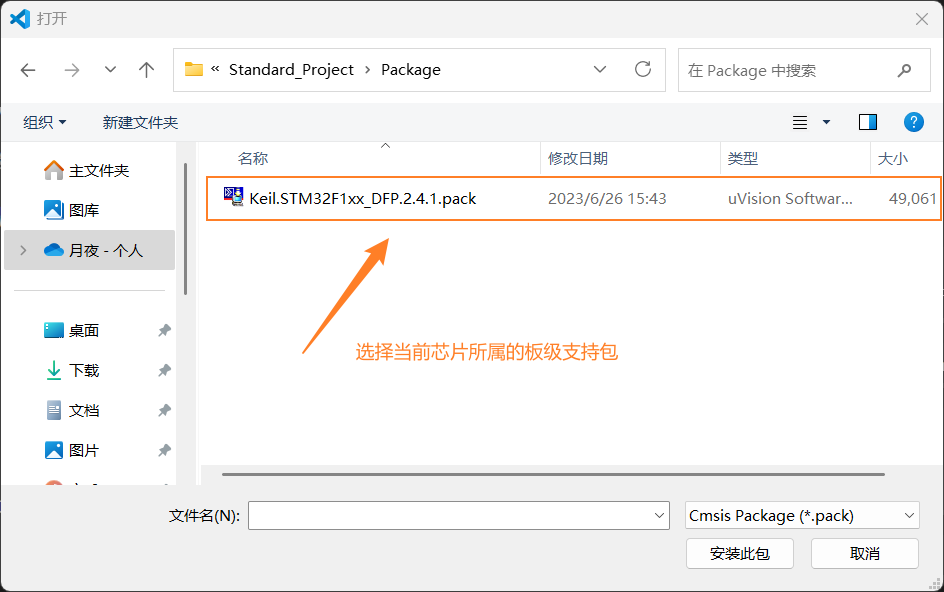 打开
« Standard_Project › Package
在 Package 中搜索
组织 新建文件夹
名称 修改日期 类型 大小
主文件夹
图库
月夜 - 个人
桌面
下载
文档
图片
Keil.STM32F1xx_DFP.2.4.1.pack 2023/6/26 15:43 uVision Softwar... 49,061
选择当前芯片所属的板级支持包
文件名(N): Cmsis Package (*.pack)
安装此包 取消